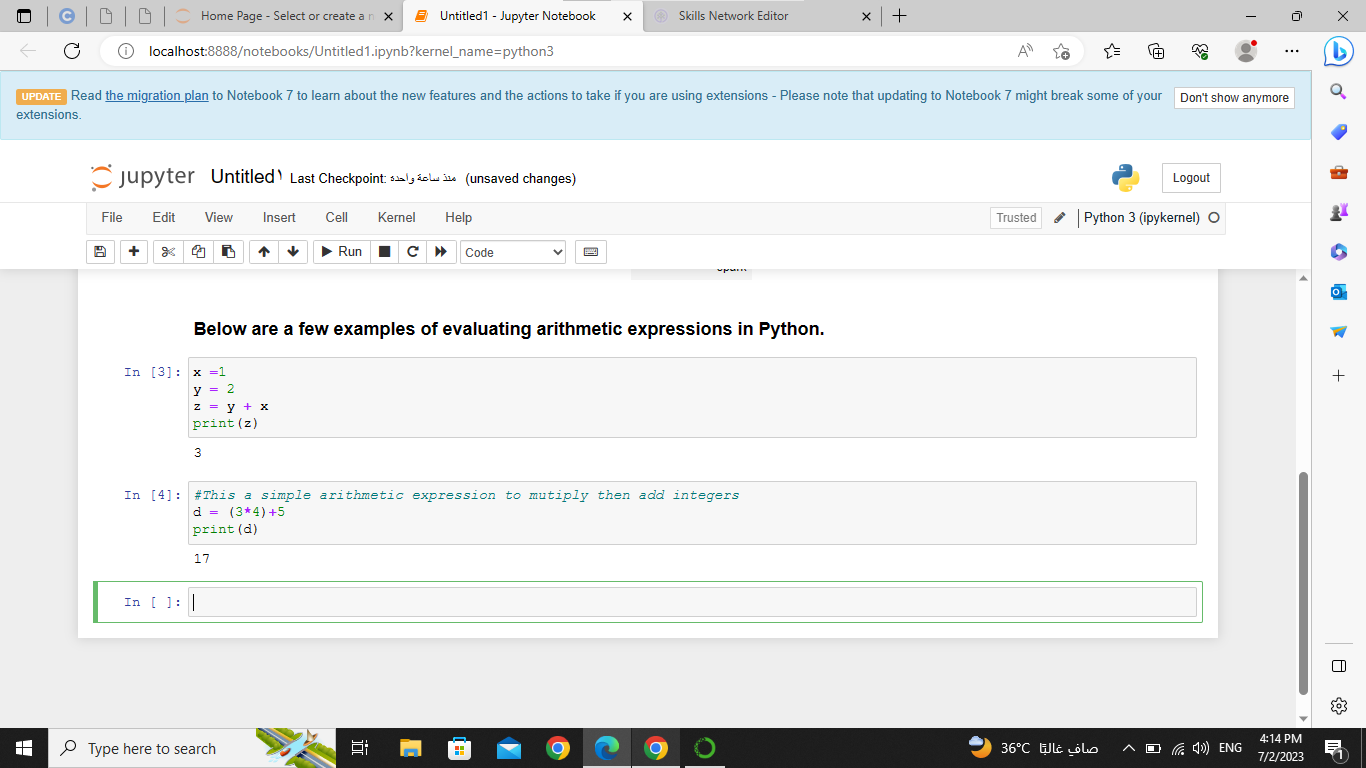 Home Page - Select or create a n
Untitled1 - Jupyter Notebook
Skills Network Editor
localhost:8888/notebooks/Untitled1.ipynb?kernel_name=python3
UPDATE Read the migration plan to Notebook 7 to learn about the new features and the actions to take if you are using extensions - Please note that updating to Notebook 7 might break some of your
extensions.
Don't show anymore
jupyter Untitled Last Checkpoint: منذ ساعة واحدة (unsaved changes)
Logout
File Edit View Insert Cell Kernel Help
Trusted Python 3 (ipykernel)
Run Code
spark
Below are a few examples of evaluating arithmetic expressions in Python.
In [3]: x =1
y = 2
z = y + x
print(z)
3
In [4]: #This a simple arithmetic expression to mutiply then add integers
d = (3*4)+5
print(d)
17
In [ ]:
Type here to search
36°C صافٍ غالبًا
ENG
4:14 PM
7/2/2023
1